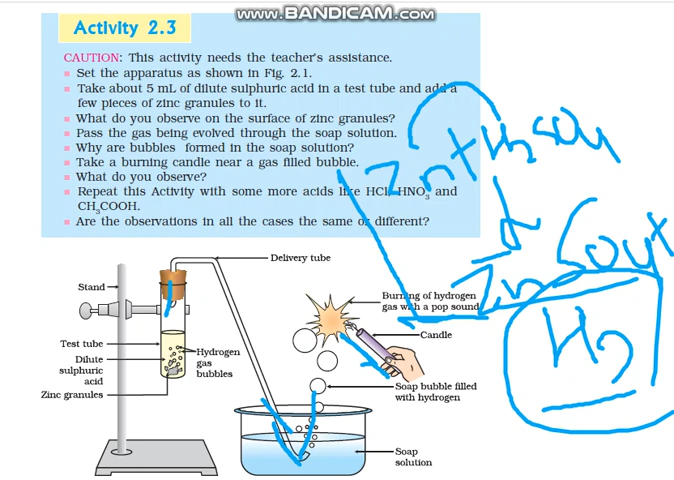 www.BANDICAM.com
Activity 2.3
CAUTION: This activity needs the teacher's assistance.
Set the apparatus as shown in Fig. 2.1.
Take about 5 mL of dilute sulphuric acid in a test tube and add a
few pieces of zinc granules to it.
What do you observe on the surface of zinc granules?
Pass the gas being evolved through the soap solution.
Why are bubbles formed in the soap solution?
Take a burning candle near a gas filled bubble.
What do you observe?
Repeat this Activity with some more acids like HCl, HNO₃ and
CH₃COOH.
Are the observations in all the cases the same or different?
Zn +
H2
Delivery tube
Stand
Burning of hydrogen
gas with a pop sound
Candle
Test tube
Hydrogen
gas
bubbles
Dilute
sulphuric
acid
Zinc granules
Soap bubble filled
with hydrogen
Soap
solution